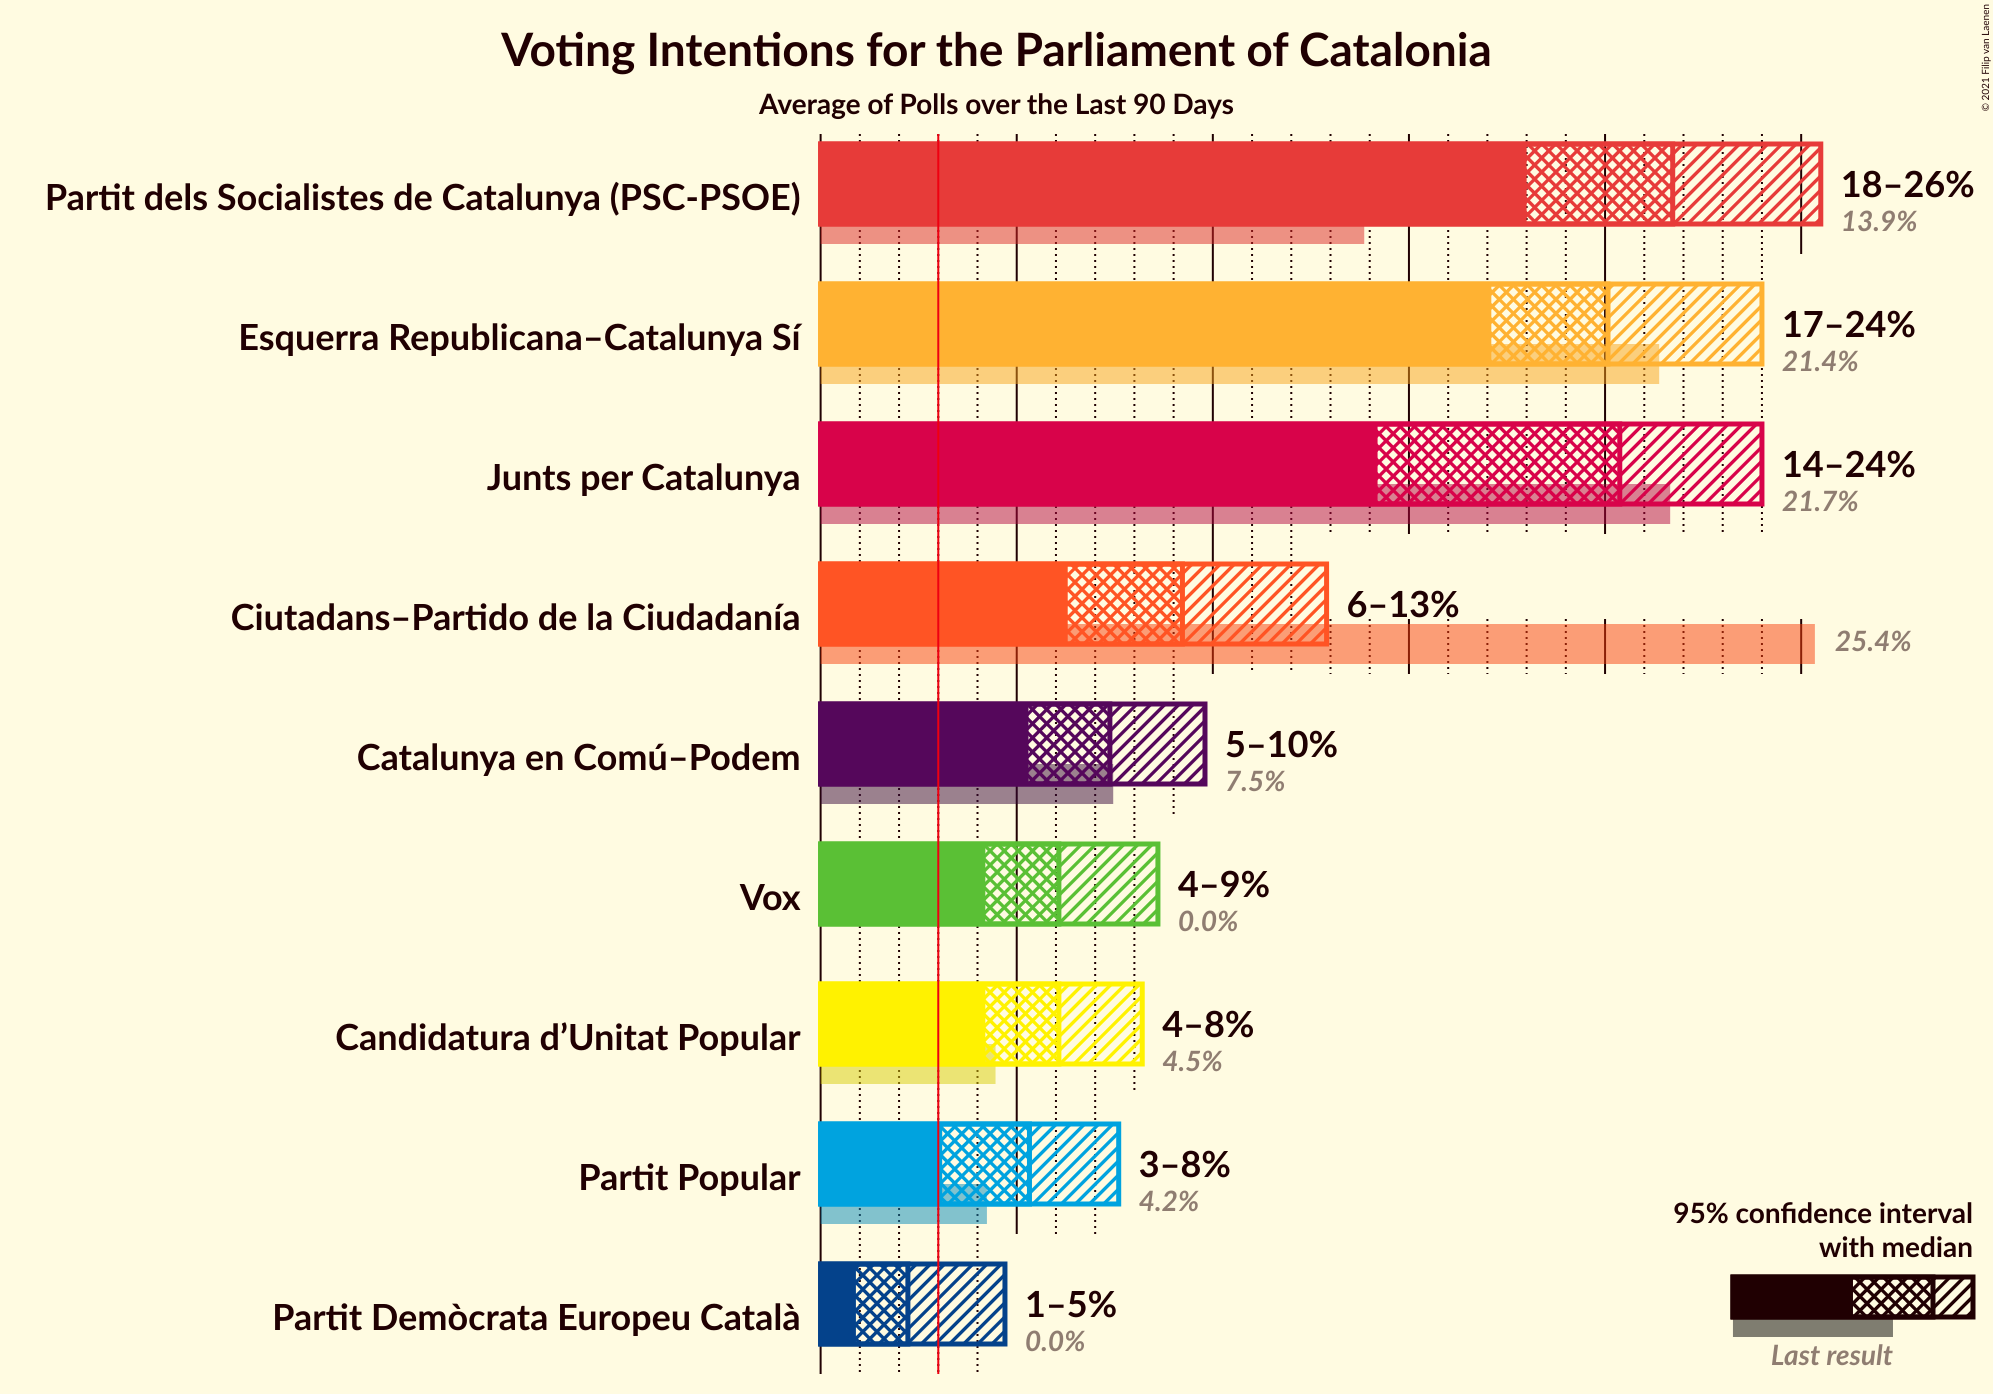 Voting Intentions for the Parliament of Catalonia
Average of Polls over the Last 90 Days
© 2021 Filip van Laenen
Partit dels Socialistes de Catalunya (PSC-PSOE)
18–26%
13.9%
Esquerra Republicana–Catalunya Sí
17–24%
21.4%
Junts per Catalunya
14–24%
21.7%
Ciutadans–Partido de la Ciudadanía
6–13%
25.4%
Catalunya en Comú–Podem
5–10%
7.5%
Vox
4–9%
0.0%
Candidatura d’Unitat Popular
4–8%
4.5%
Partit Popular
3–8%
4.2%
Partit Demòcrata Europeu Català
1–5%
0.0%
95% confidence interval
with median
Last result